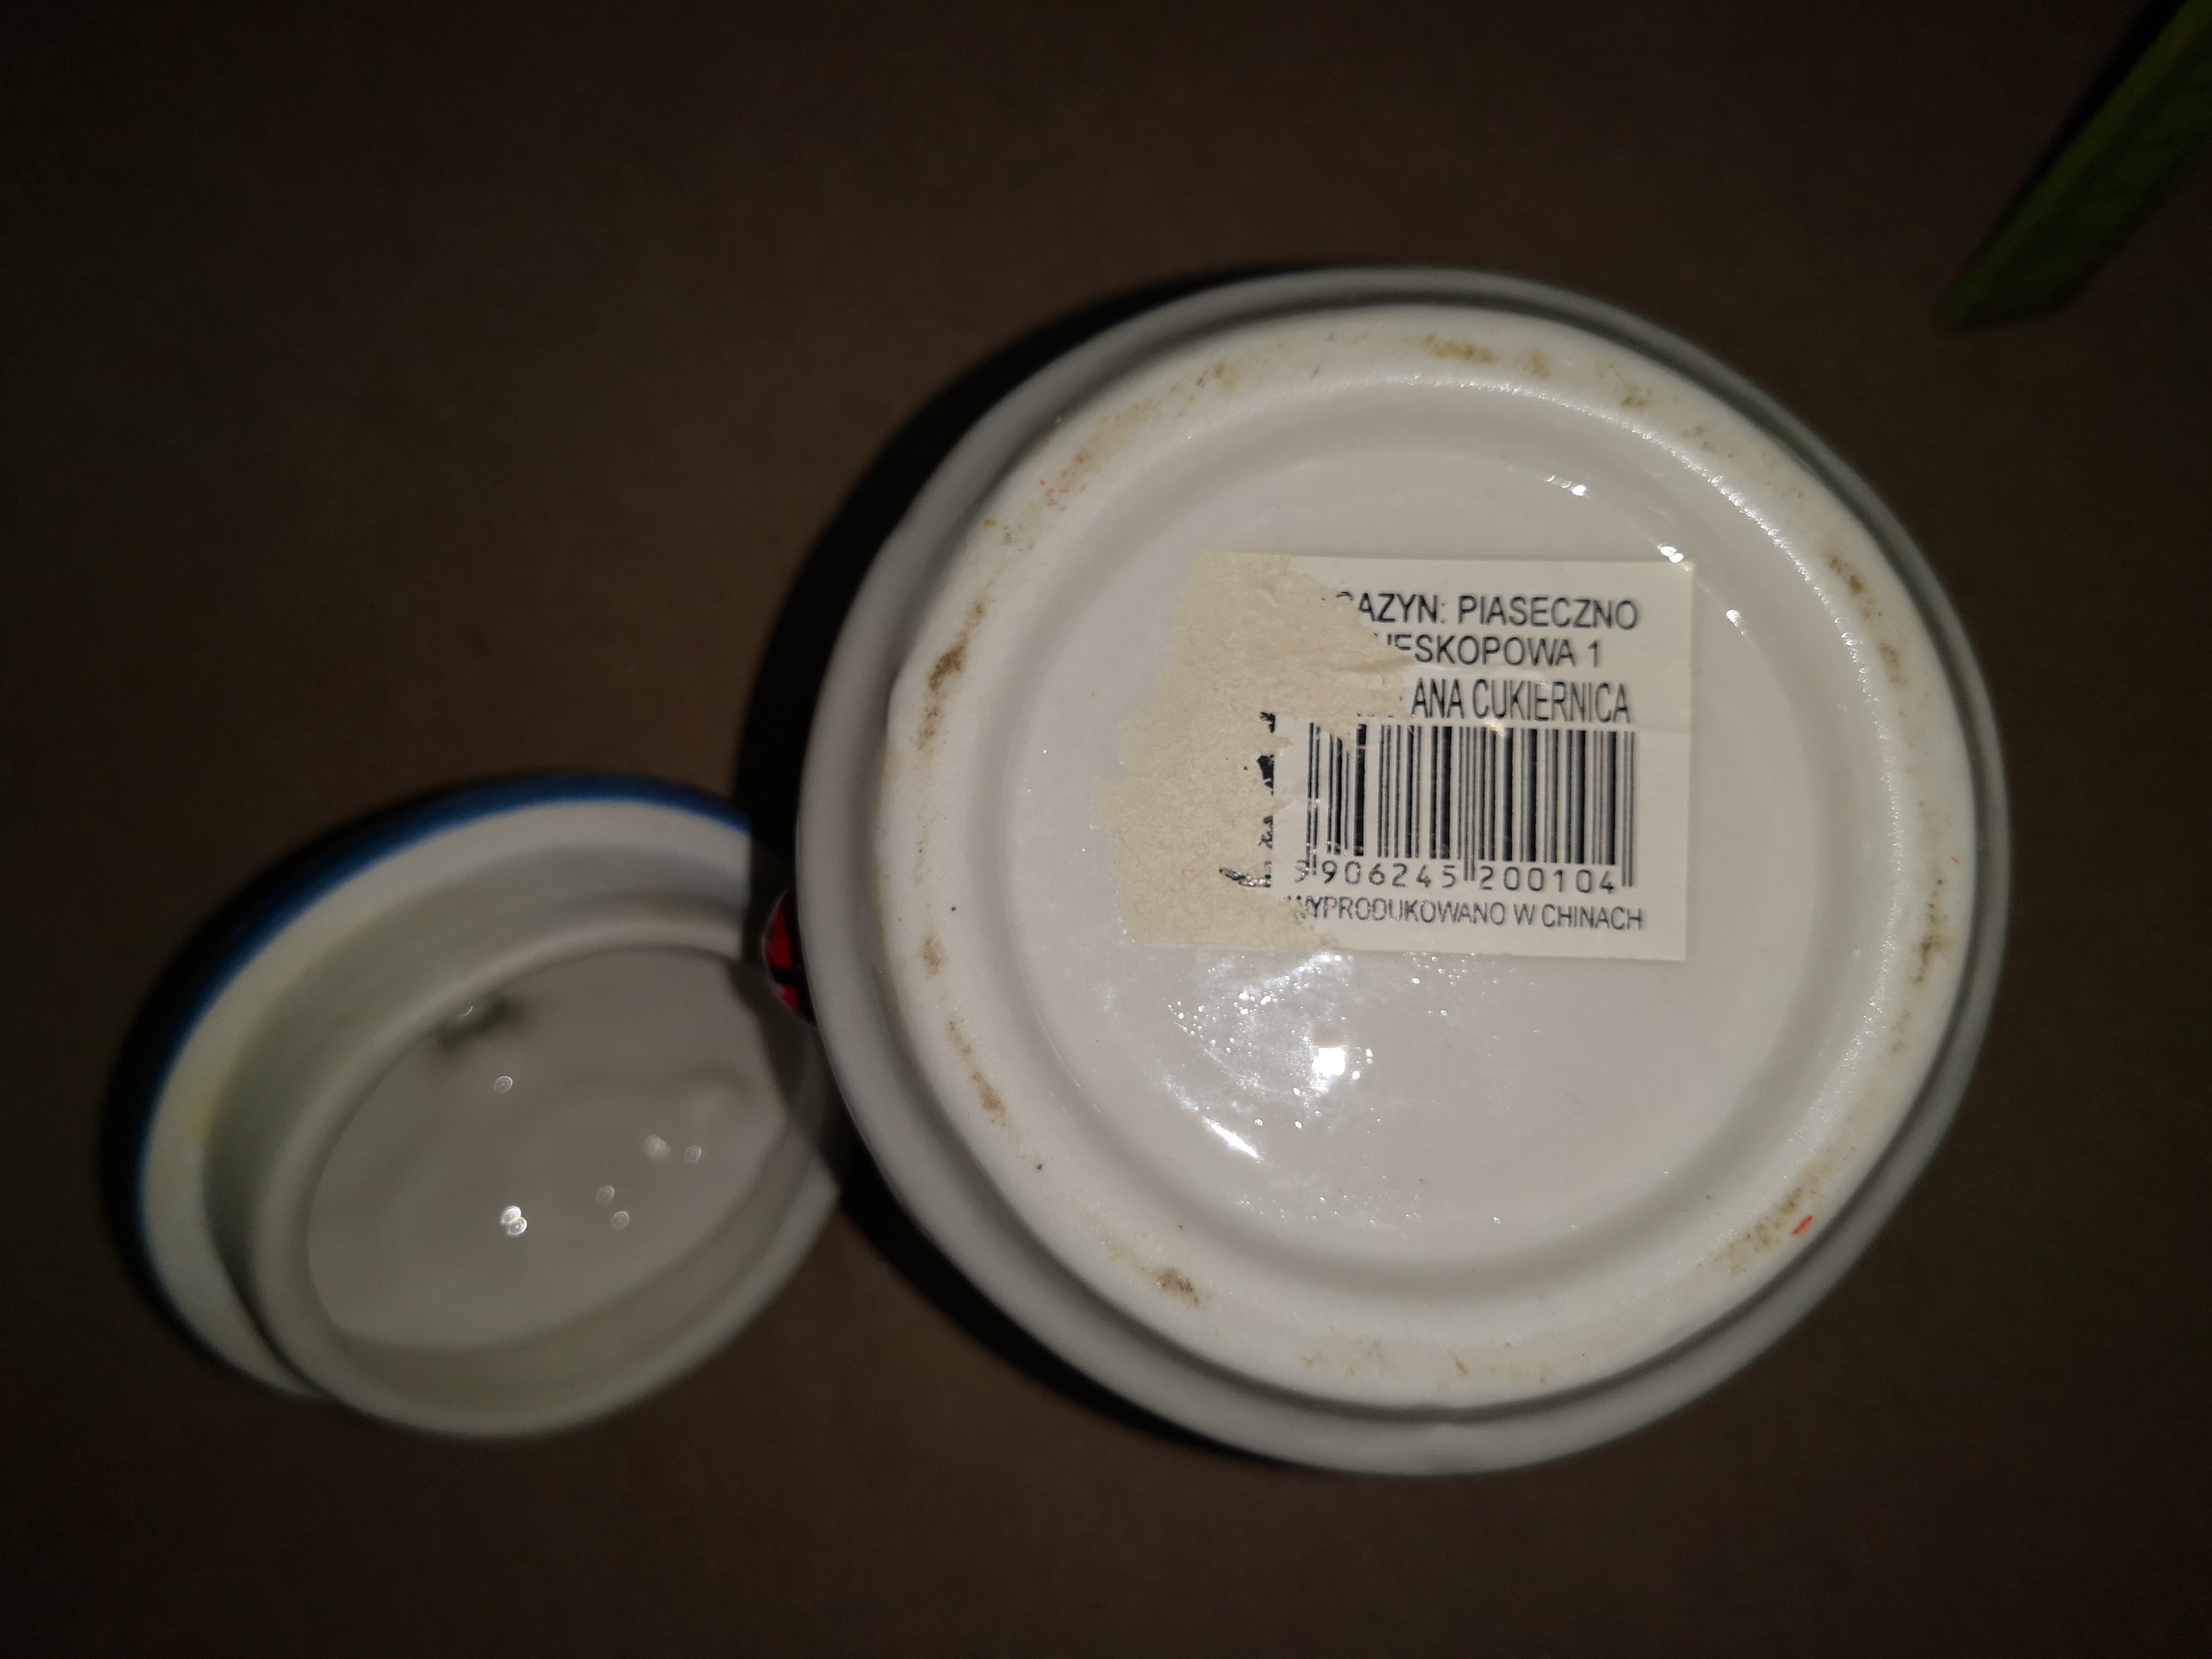 PIASECZNO
1
CUKIERNICA
906245 200104
WYPRODUKOWANO W CHINACH